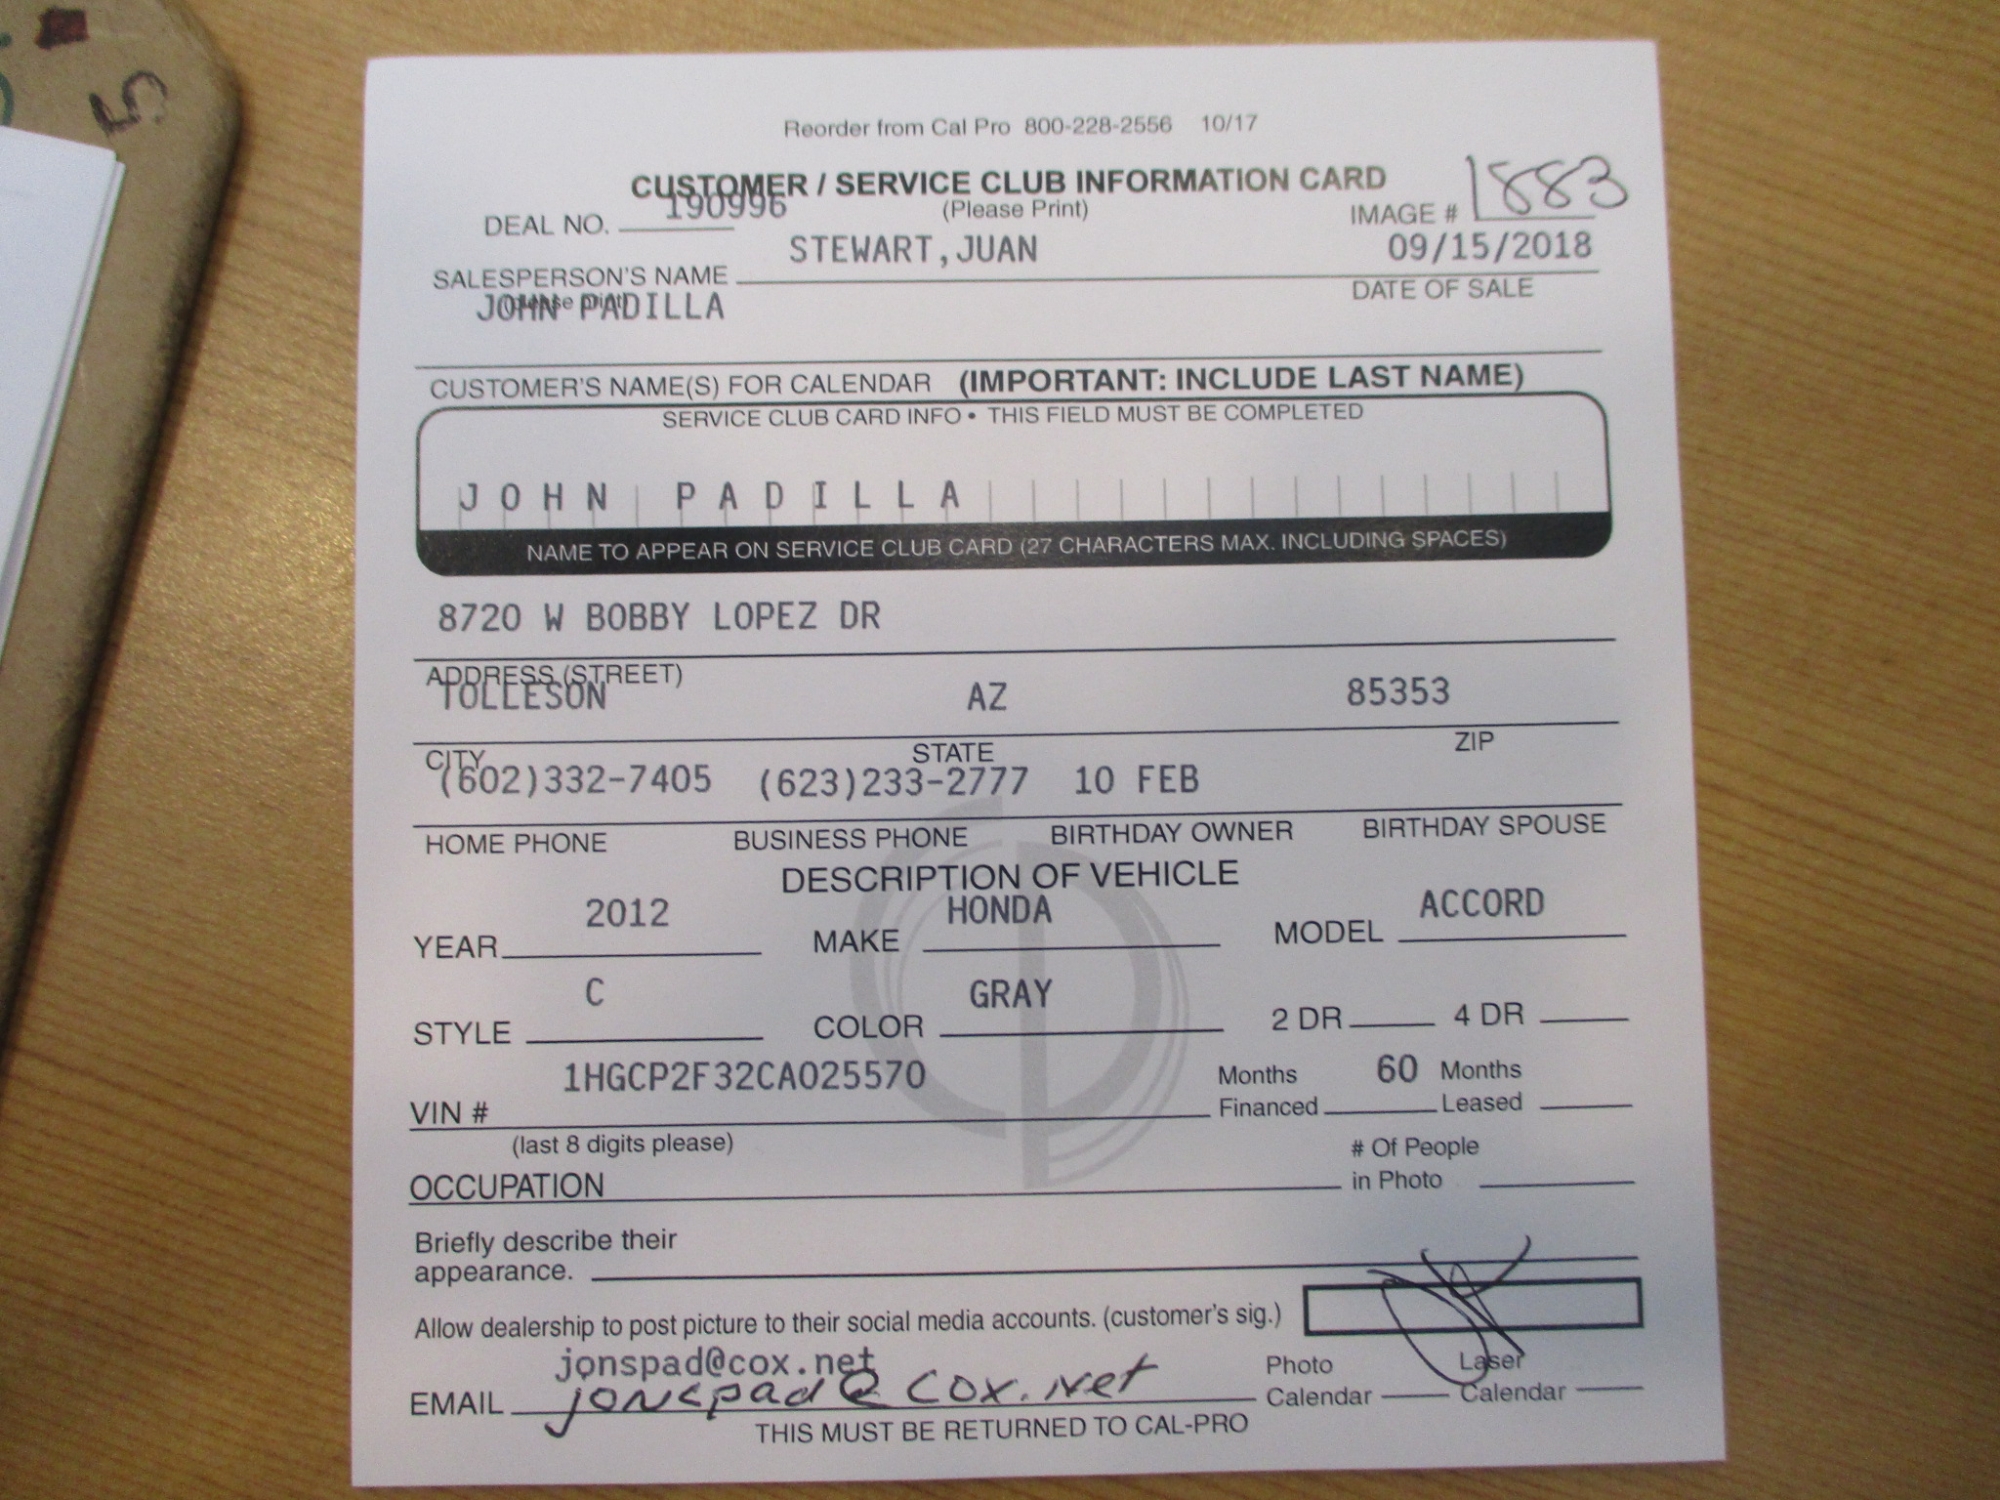 5
Reorder from Cal Pro 800-228-2556 10/17
CUSTOMER / SERVICE CLUB INFORMATION CARD
DEAL NO. 190996 (Please Print) IMAGE # 1883
SALESPERSON'S NAME STEWART,JUAN 09/15/2018
(please print) DATE OF SALE
JOHN PADILLA
CUSTOMER'S NAME(S) FOR CALENDAR (IMPORTANT: INCLUDE LAST NAME)
SERVICE CLUB CARD INFO • THIS FIELD MUST BE COMPLETED
JOHN PADILLA
NAME TO APPEAR ON SERVICE CLUB CARD (27 CHARACTERS MAX. INCLUDING SPACES)
8720 W BOBBY LOPEZ DR
ADDRESS (STREET)
TOLLESON AZ 85353
CITY STATE ZIP
(602)332-7405 (623)233-2777 10 FEB
HOME PHONE BUSINESS PHONE BIRTHDAY OWNER BIRTHDAY SPOUSE
DESCRIPTION OF VEHICLE
YEAR 2012 MAKE HONDA MODEL ACCORD
STYLE C COLOR GRAY 2 DR 4 DR
VIN # 1HGCP2F32CA025570 Months Financed 60 Months Leased
(last 8 digits please) # Of People
OCCUPATION in Photo
Briefly describe their
appearance.
Allow dealership to post picture to their social media accounts. (customer's sig.)
jonspad@cox.net Photo Laser
EMAIL jonspad@cox.net Calendar Calendar
THIS MUST BE RETURNED TO CAL-PRO